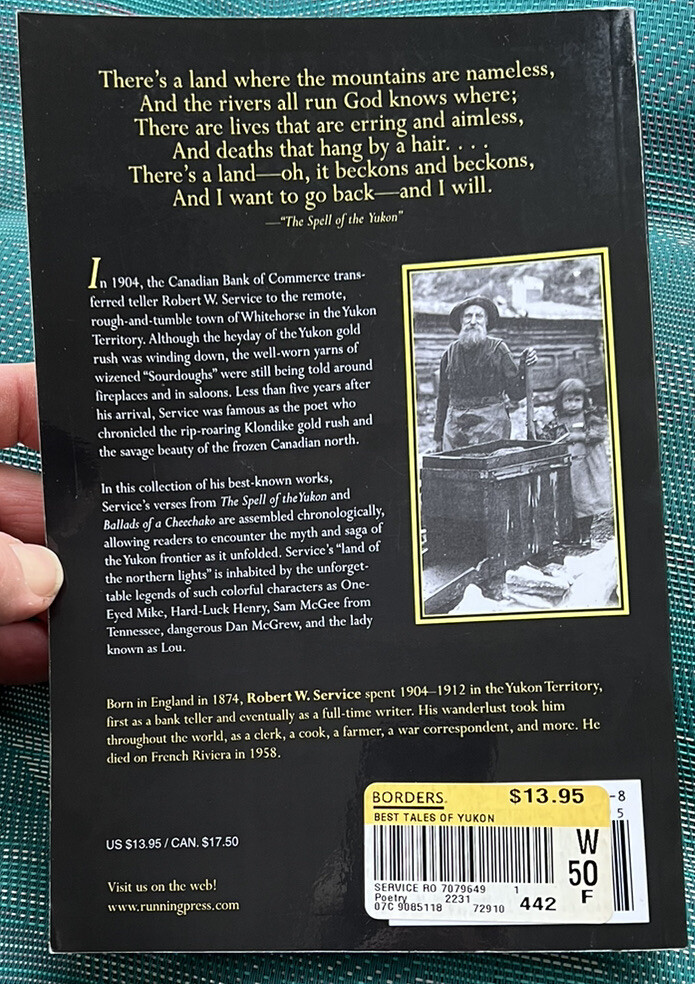 There's a land where the mountains are nameless,
And the rivers all run God knows where;
There are lives that are erring and aimless,
And deaths that hang by a hair. . . .
There's a land—oh, it beckons and beckons,
And I want to go back—and I will.
—"The Spell of the Yukon"
In 1904, the Canadian Bank of Commerce trans-
ferred teller Robert W. Service to the remote,
rough-and-tumble town of Whitehorse in the Yukon
Territory. Although the heyday of the Yukon gold
rush was winding down, the well-worn yarns of
wizened "Sourdoughs" were still being told around
fireplaces and in saloons. Less than five years after
his arrival, Service was famous as the poet who
chronicled the rip-roaring Klondike gold rush and
the savage beauty of the frozen Canadian north.
In this collection of his best-known works,
Service's verses from The Spell of the Yukon and
Ballads of a Cheechako are assembled chronologically,
allowing readers to encounter the myth and saga of
the Yukon frontier as it unfolded. Service's "land of
the northern lights" is inhabited by the unforget-
table legends of such colorful characters as One-
Eyed Mike, Hard-Luck Henry, Sam McGee from
Tennessee, dangerous Dan McGrew, and the lady
known as Lou.
Born in England in 1874, Robert W. Service spent 1904–1912 in the Yukon Territory,
first as a bank teller and eventually as a full-time writer. His wanderlust took him
throughout the world, as a clerk, a cook, a farmer, a war correspondent, and more. He
died on French Riviera in 1958.
US $13.95 / CAN. $17.50
Visit us on the web!
www.runningpress.com
BORDERS. $13.95
BEST TALES OF YUKON
W
50
F
SERVICE RO 7079649 1
Poetry 2231
07C 9085118 72910 442
-8
5